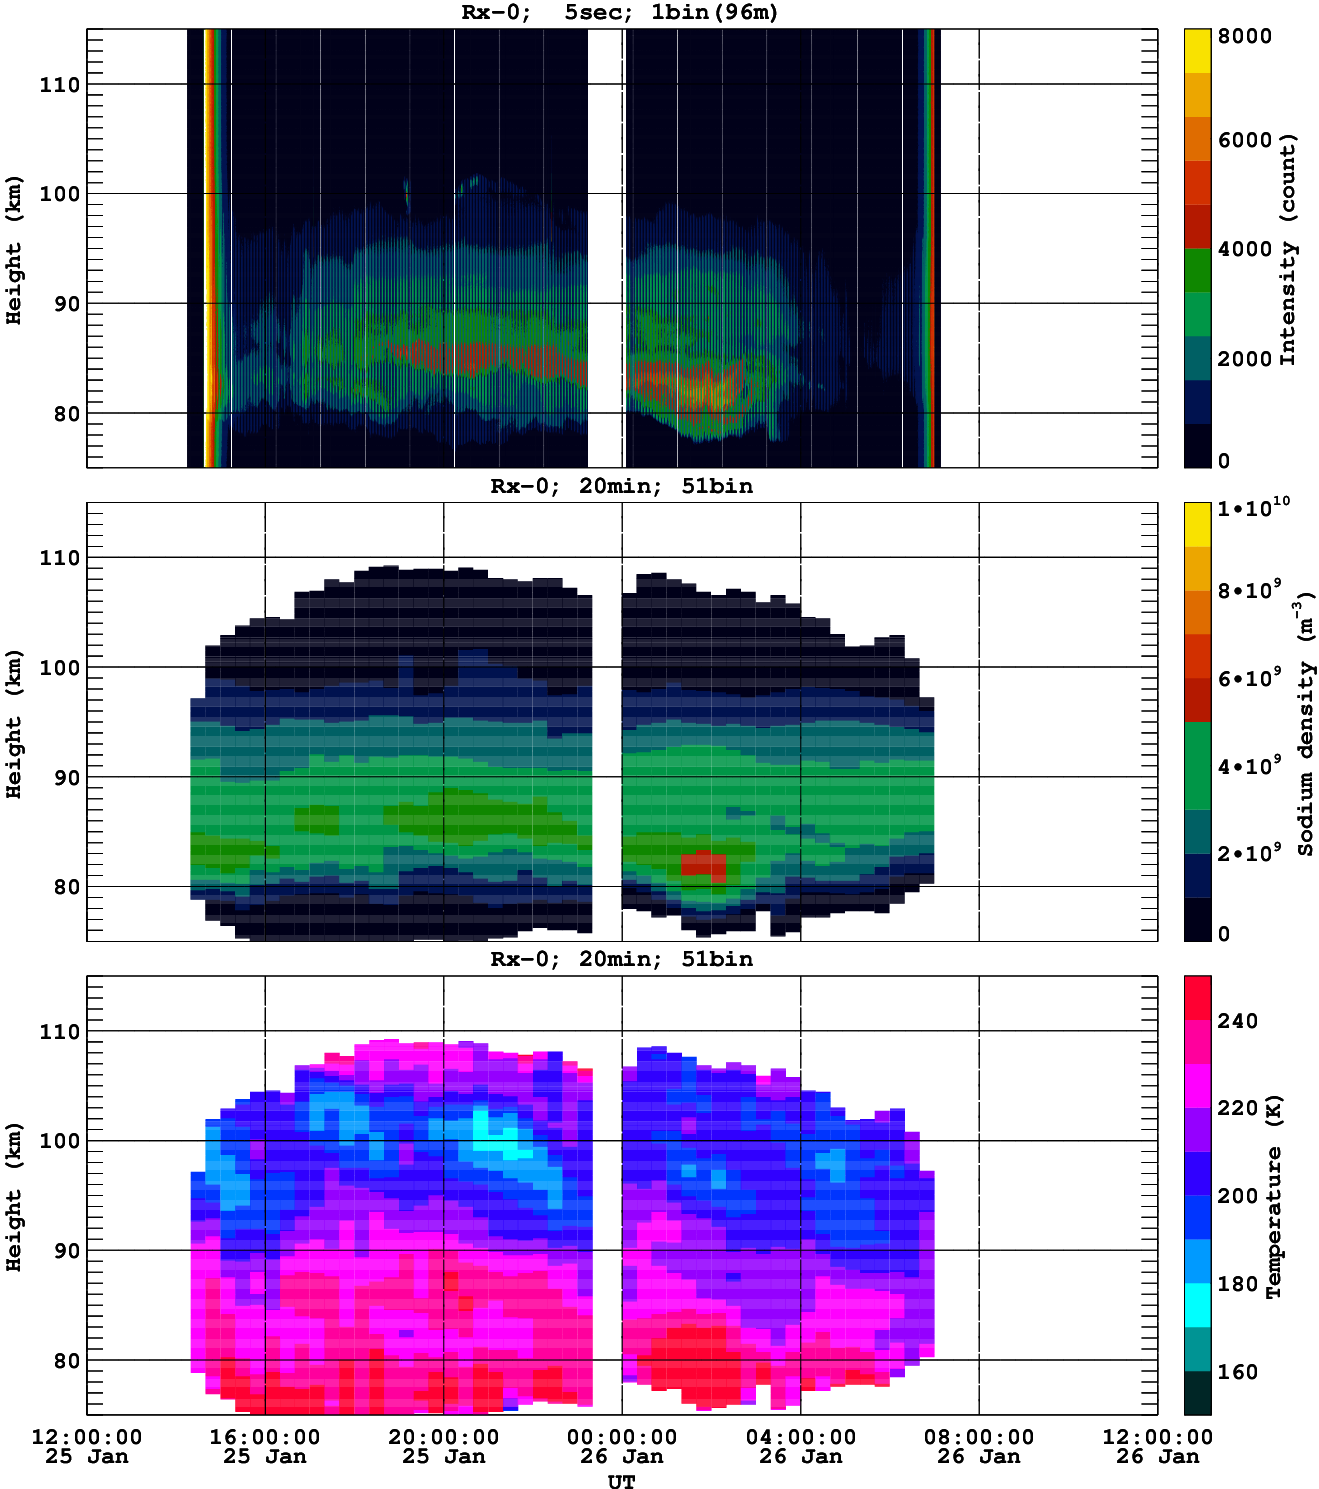 Rx-0;  5sec; 1bin(96m)
110
100
90
80
Height (km)
8000
6000
4000
2000
0
Intensity (count)
Rx-0; 20min; 51bin
110
100
90
80
Height (km)
1•10¹⁰
8•10⁹
6•10⁹
4•10⁹
2•10⁹
0
Sodium density (m⁻³)
Rx-0; 20min; 51bin
110
100
90
80
Height (km)
240
220
200
180
160
Temperature (K)
12:00:00 16:00:00 20:00:00 00:00:00 04:00:00 08:00:00 12:00:00
25 Jan 25 Jan 25 Jan 26 Jan 26 Jan 26 Jan 26 Jan
UT